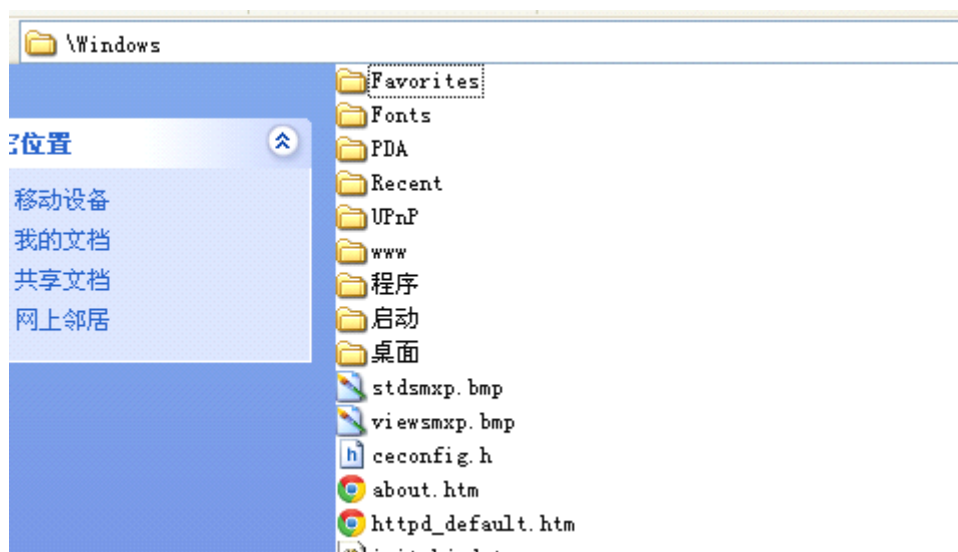 \Windows
它位置
移动设备
我的文档
共享文档
网上邻居
Favorites
Fonts
PDA
Recent
UPnP
www
程序
启动
桌面
stdsmxp.bmp
viewsmxp.bmp
ceconfig.h
about.htm
httpd_default.htm